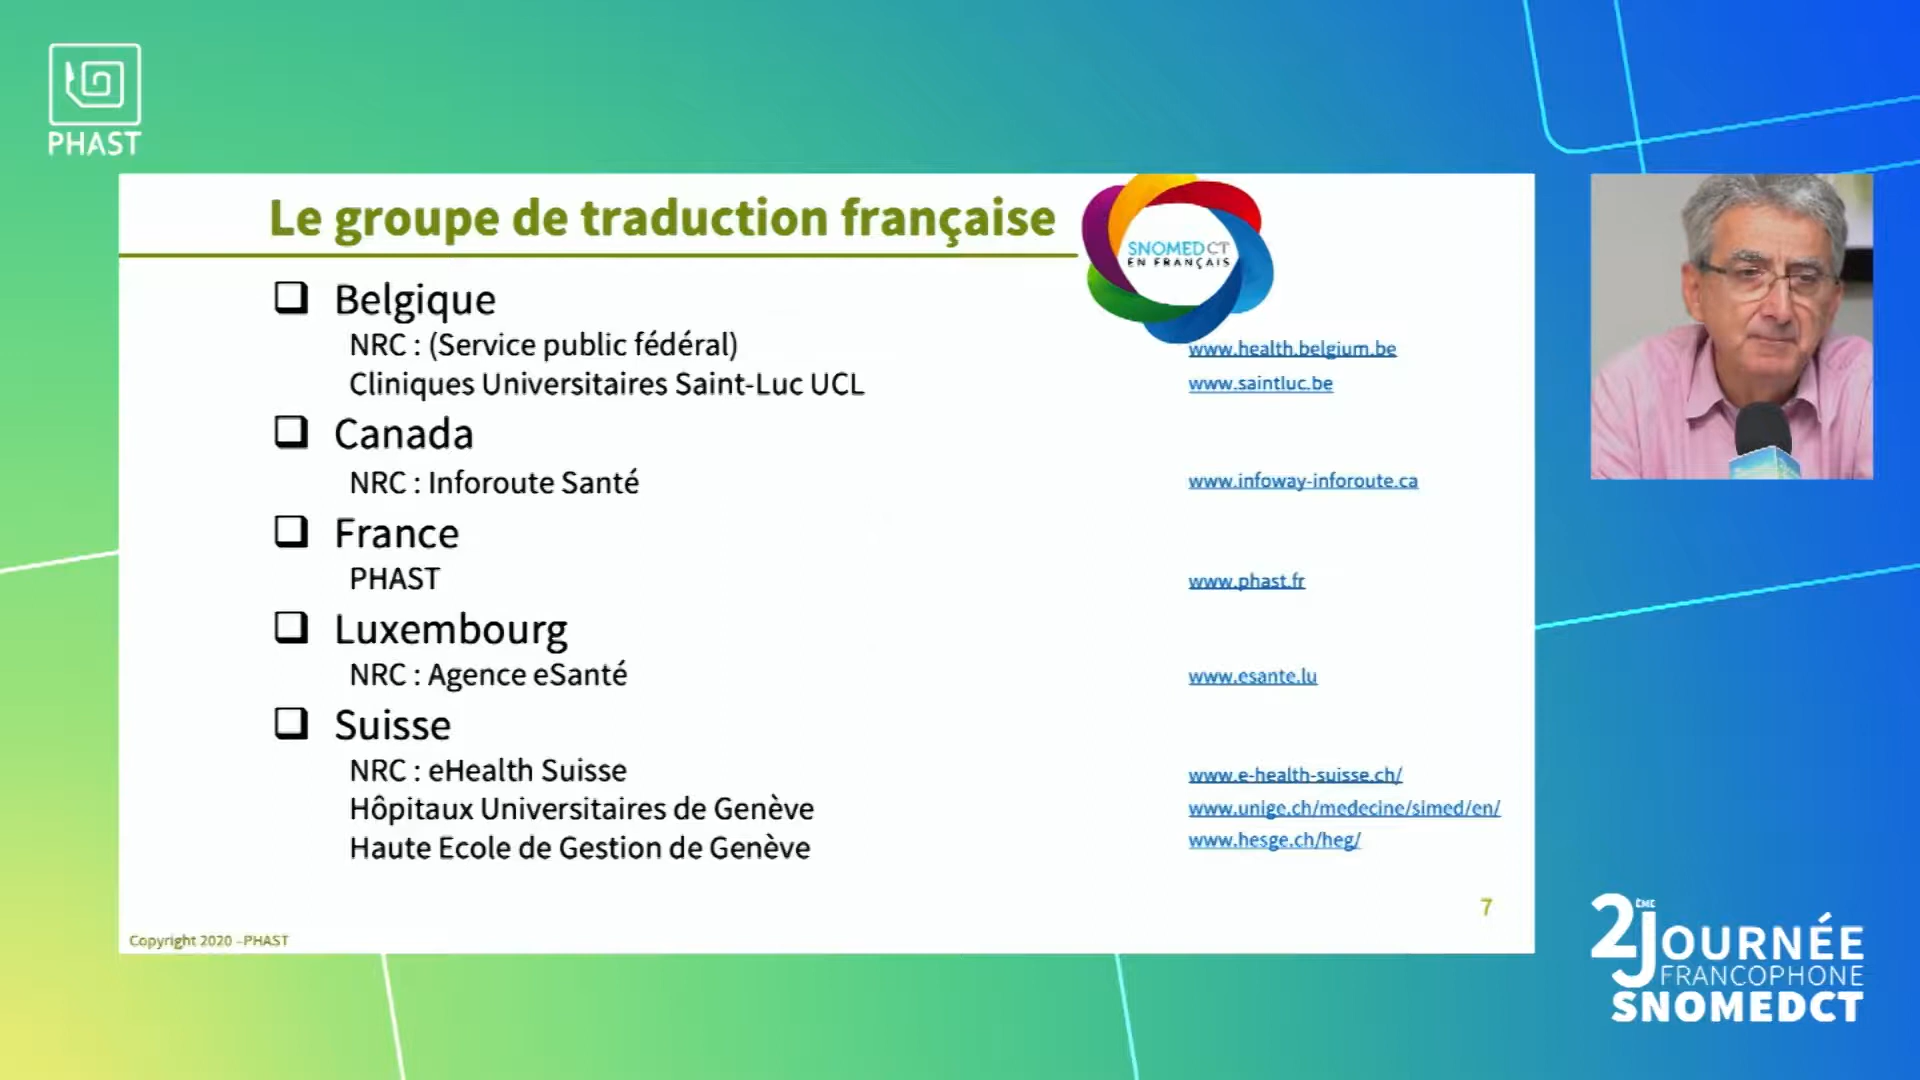 PHAST
Le groupe de traduction française
SNOMEDCT
EN FRANÇAIS
Belgique
NRC : (Service public fédéral) www.health.belgium.be
Cliniques Universitaires Saint-Luc UCL www.saintluc.be
Canada
NRC : Inforoute Santé www.infoway-inforoute.ca
France
PHAST www.phast.fr
Luxembourg
NRC : Agence eSanté www.esante.lu
Suisse
NRC : eHealth Suisse www.e-health-suisse.ch/
Hôpitaux Universitaires de Genève www.unige.ch/medecine/simed/en/
Haute Ecole de Gestion de Genève www.hesge.ch/heg/
7
Copyright 2020 -PHAST
2ÈME JOURNÉE
FRANCOPHONE
SNOMEDCT